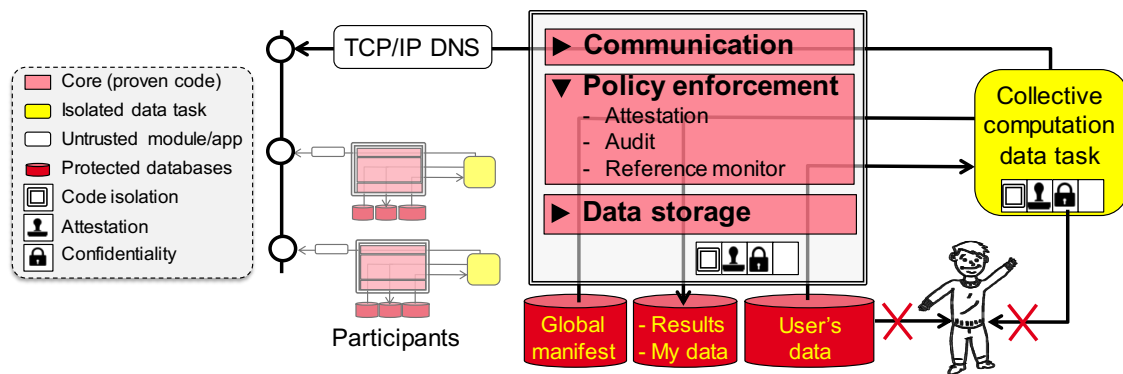 TCP/IP DNS
Core (proven code)
Isolated data task
Untrusted module/app
Protected databases
Code isolation
Attestation
Confidentiality
Participants
► Communication
▼ Policy enforcement
- Attestation
- Audit
- Reference monitor
► Data storage
Global
manifest
- Results
- My data
User's
data
Collective
computation
data task